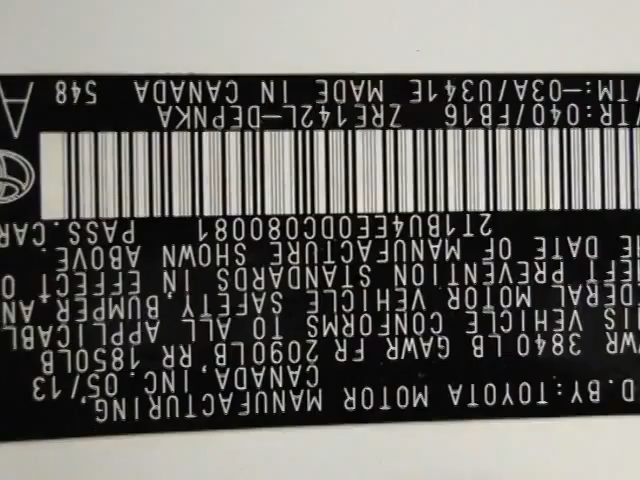 D. BY: TOYOTA MOTOR MANUFACTURING,
CANADA, INC. 05/13
WR 3840LB GAWR FR 2090LB RR 1850LB
IS VEHICLE CONFORMS TO ALL APPLICABL
DERAL MOTOR VEHICLE SAFETY, BUMPER, AN
EFT PREVENTION STANDARDS IN EFFECT O
HE DATE OF MANUFACTURE SHOWN ABOVE.
2T1BU4EE0DC080081 PASS. CAR
/TR: 040/FB16 ZRE142L-DEPNKA
/TM: -03A/U341E MADE IN CANADA 548
A